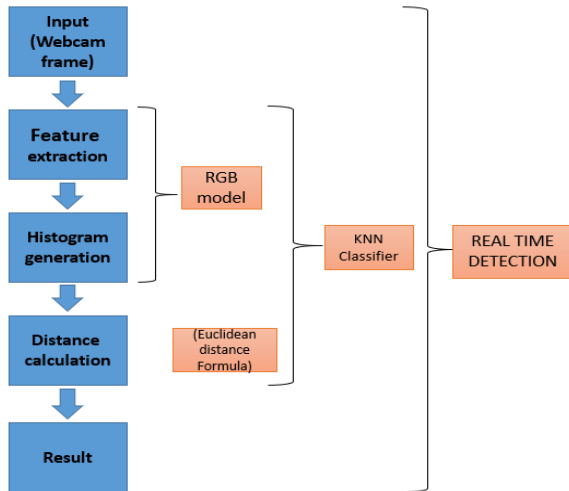 Input
(Webcam
frame)
Feature
extraction
RGB
model
Histogram
generation
KNN
Classifier
REAL TIME
DETECTION
Distance
calculation
(Euclidean
distance
Formula)
Result